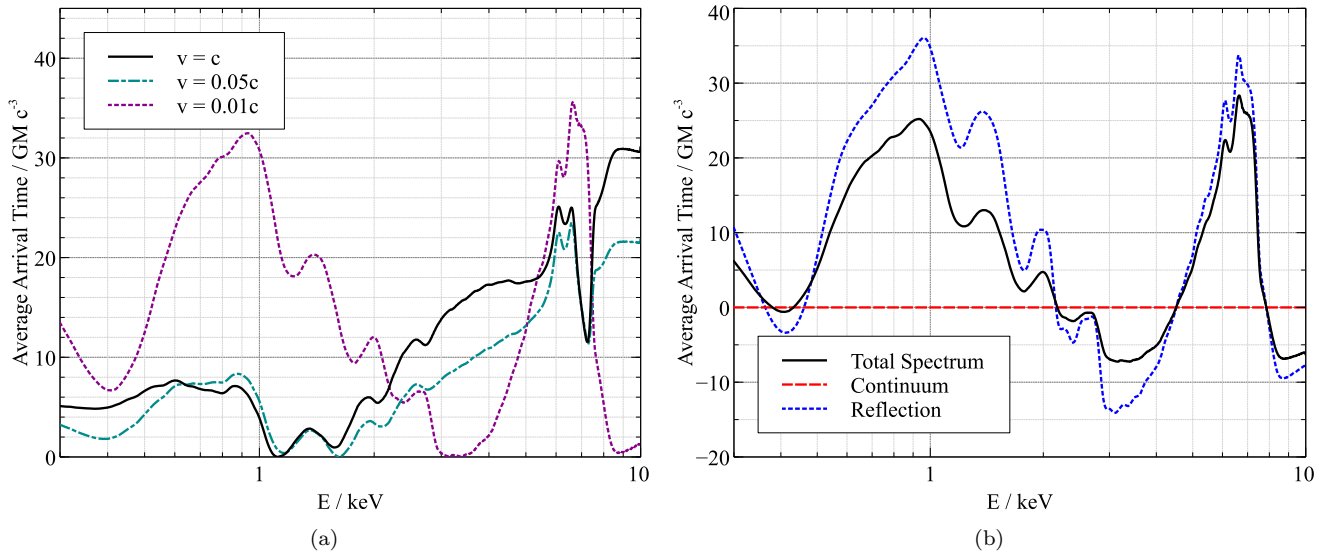 40
30
20
10
0
Average Arrival Time / GM c⁻³
v = c
v = 0.05c
v = 0.01c
1
10
E / keV
(a)
40
30
20
10
0
−10
−20
Average Arrival Time / GM c⁻³
Total Spectrum
Continuum
Reflection
1
10
E / keV
(b)